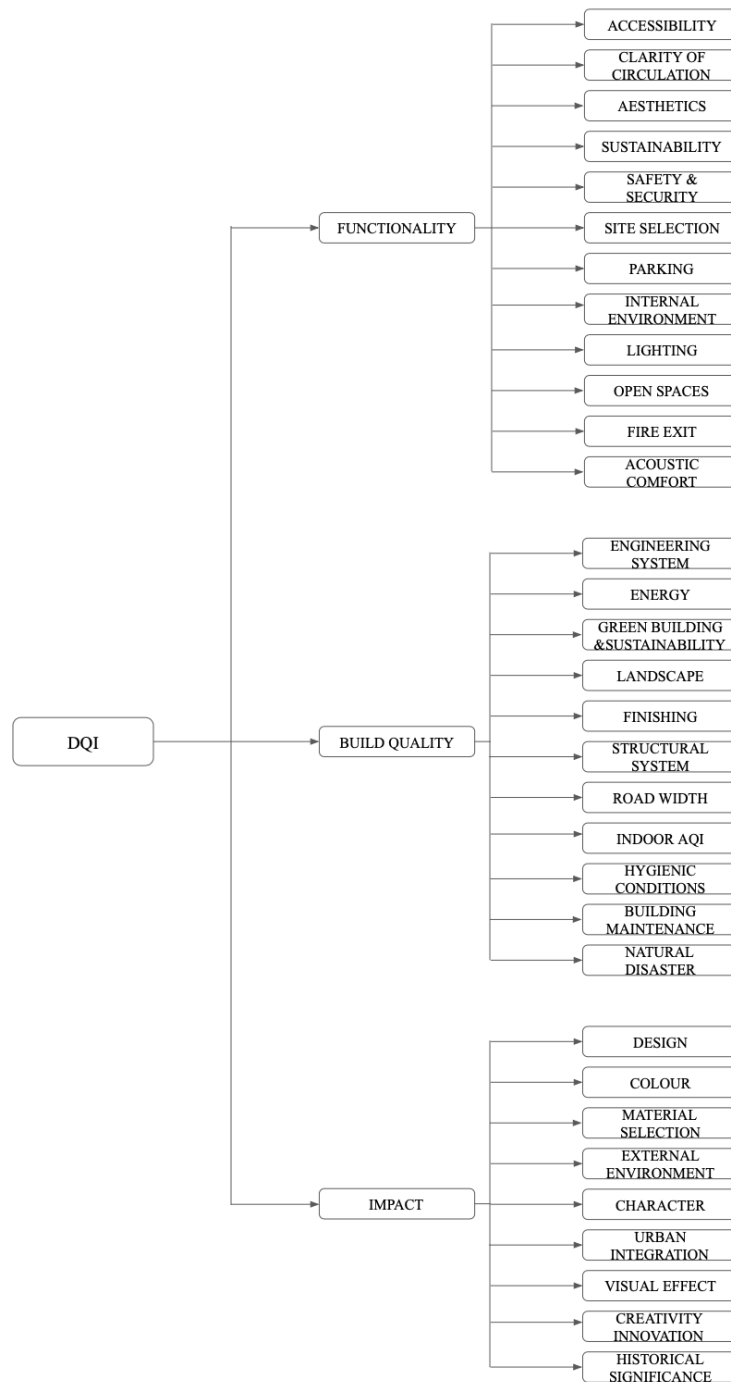 ACCESSIBILITY
CLARITY OF
CIRCULATION
AESTHETICS
SUSTAINABILITY
SAFETY &
SECURITY
FUNCTIONALITY
SITE SELECTION
PARKING
INTERNAL
ENVIRONMENT
LIGHTING
OPEN SPACES
FIRE EXIT
ACOUSTIC
COMFORT
ENGINEERING
SYSTEM
ENERGY
GREEN BUILDING
&SUSTAINABILITY
LANDSCAPE
FINISHING
DQI
BUILD QUALITY
STRUCTURAL
SYSTEM
ROAD WIDTH
INDOOR AQI
HYGIENIC
CONDITIONS
BUILDING
MAINTENANCE
NATURAL
DISASTER
DESIGN
COLOUR
MATERIAL
SELECTION
EXTERNAL
ENVIRONMENT
IMPACT
CHARACTER
URBAN
INTEGRATION
VISUAL EFFECT
CREATIVITY
INNOVATION
HISTORICAL
SIGNIFICANCE